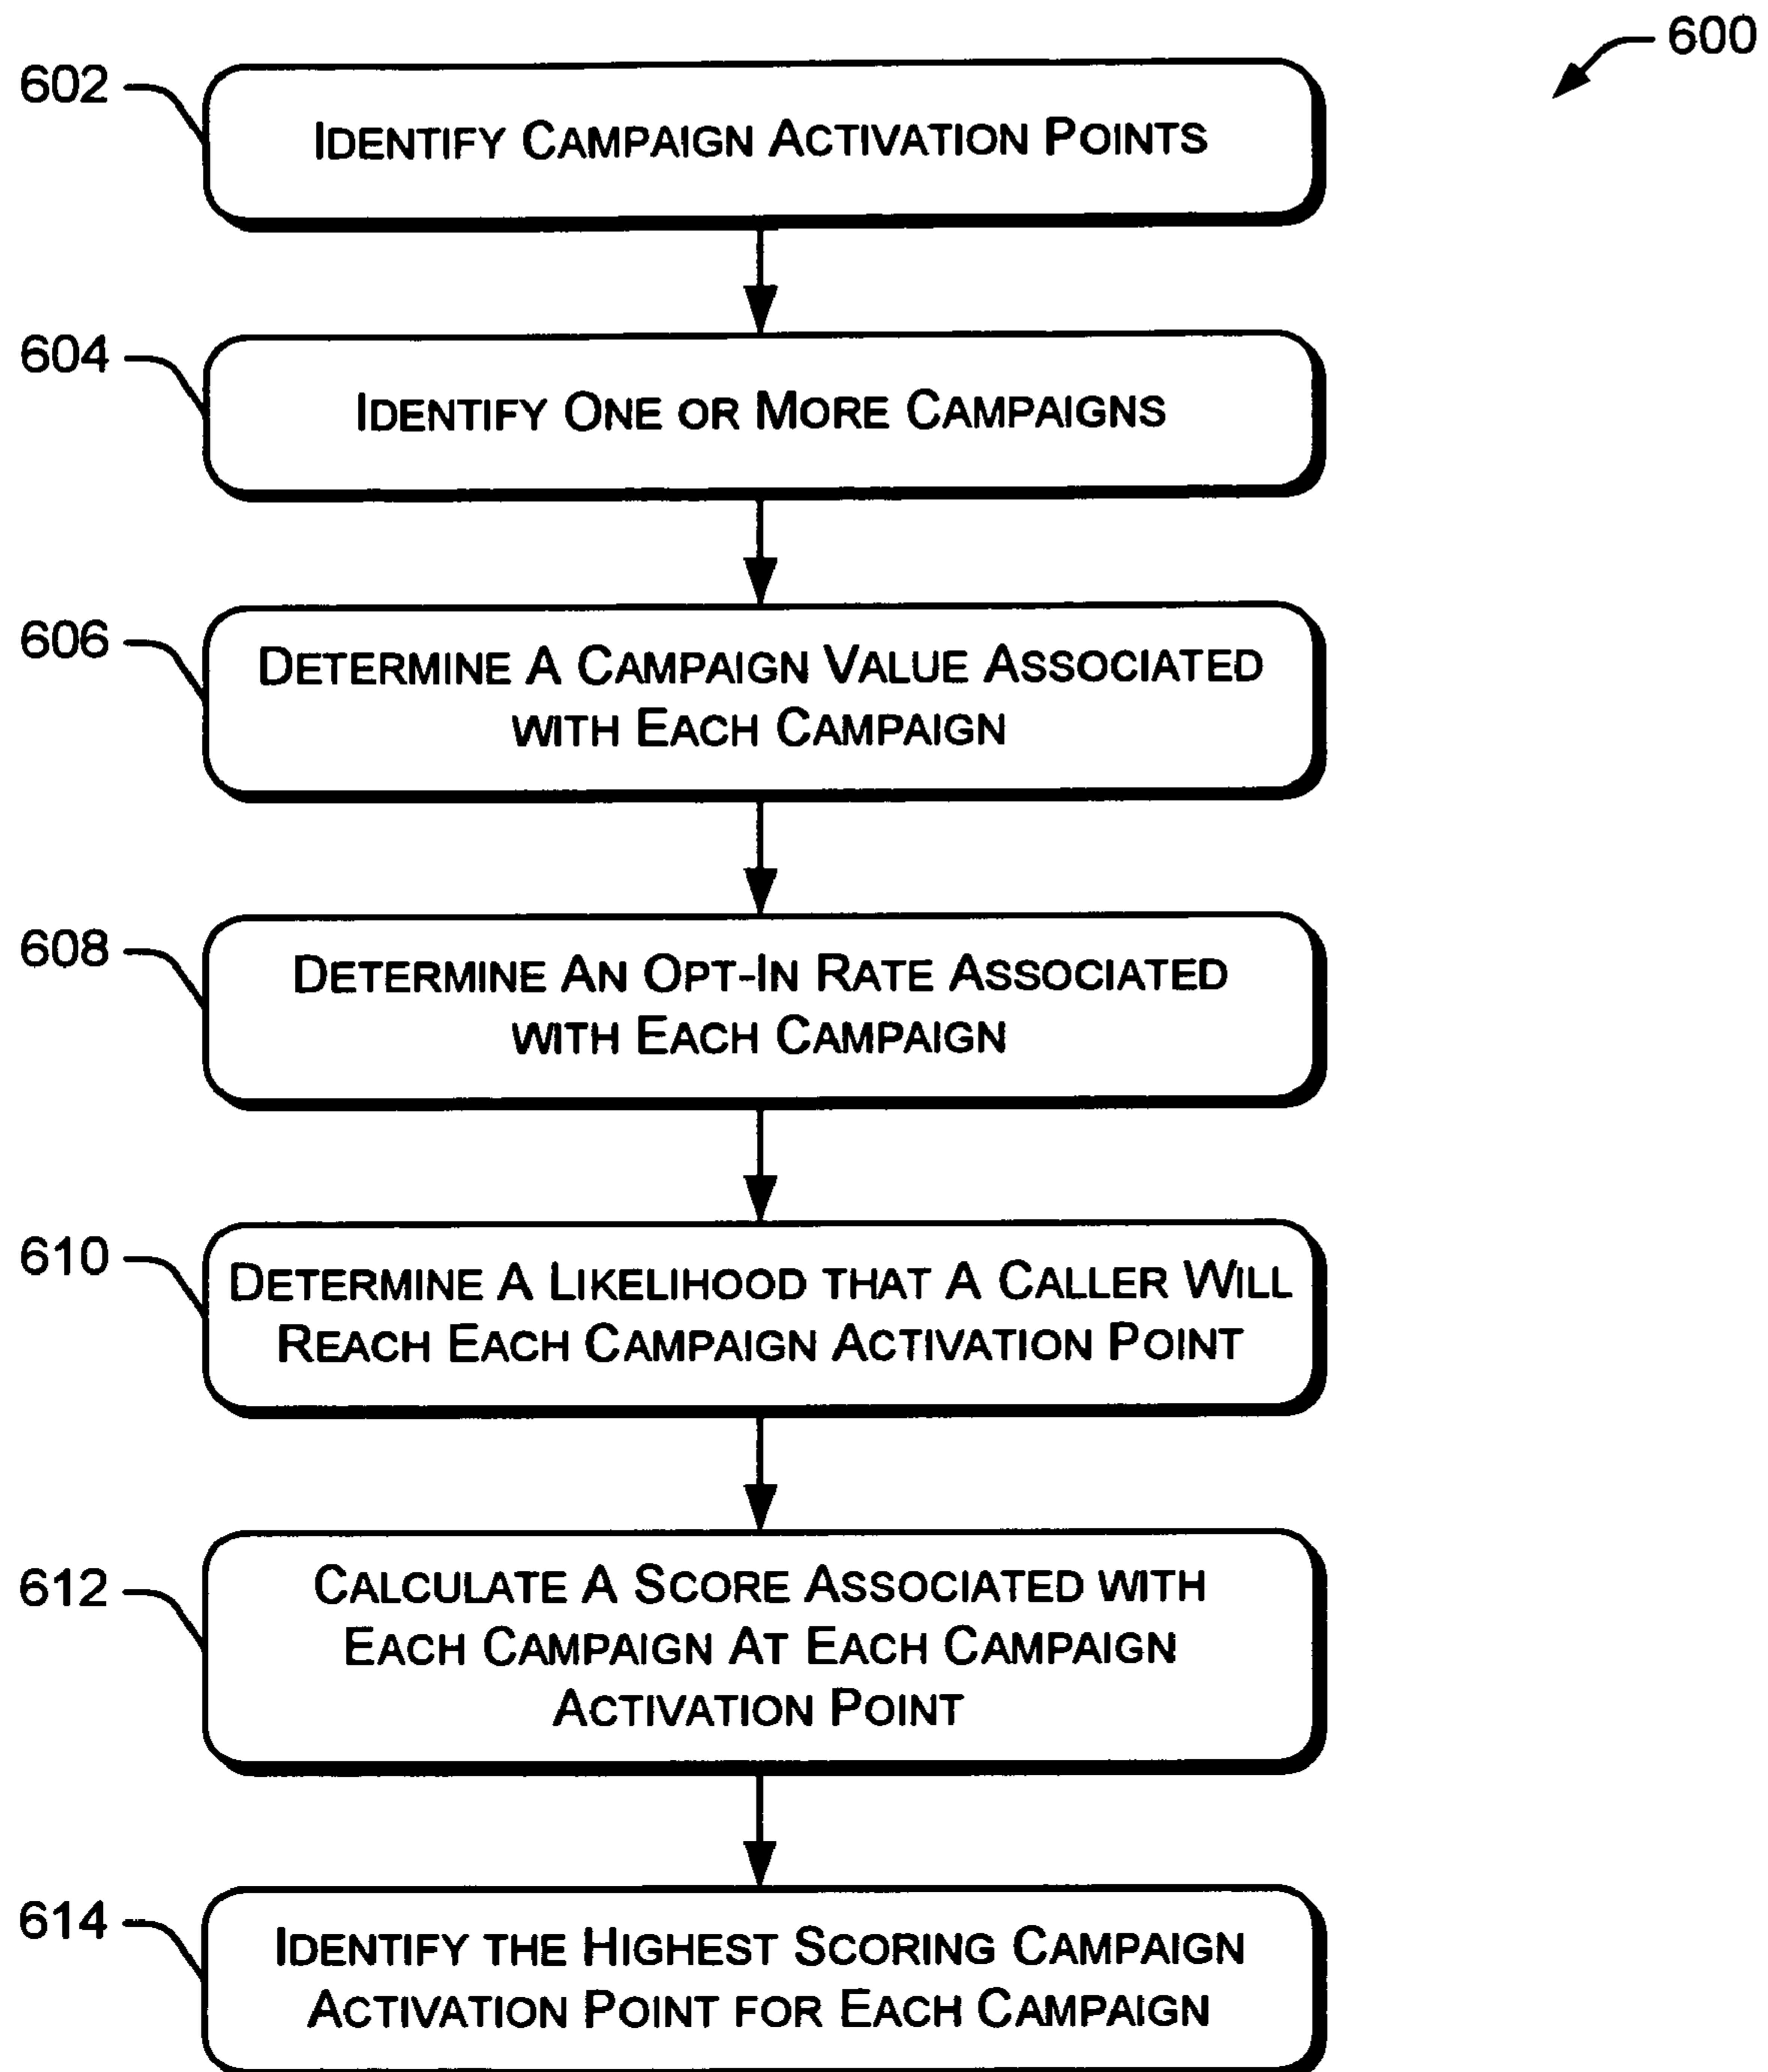 600
602
IDENTIFY CAMPAIGN ACTIVATION POINTS
604
IDENTIFY ONE OR MORE CAMPAIGNS
606
DETERMINE A CAMPAIGN VALUE ASSOCIATED
WITH EACH CAMPAIGN
608
DETERMINE AN OPT-IN RATE ASSOCIATED
WITH EACH CAMPAIGN
610
DETERMINE A LIKELIHOOD THAT A CALLER WILL
REACH EACH CAMPAIGN ACTIVATION POINT
612
CALCULATE A SCORE ASSOCIATED WITH
EACH CAMPAIGN AT EACH CAMPAIGN
ACTIVATION POINT
614
IDENTIFY THE HIGHEST SCORING CAMPAIGN
ACTIVATION POINT FOR EACH CAMPAIGN